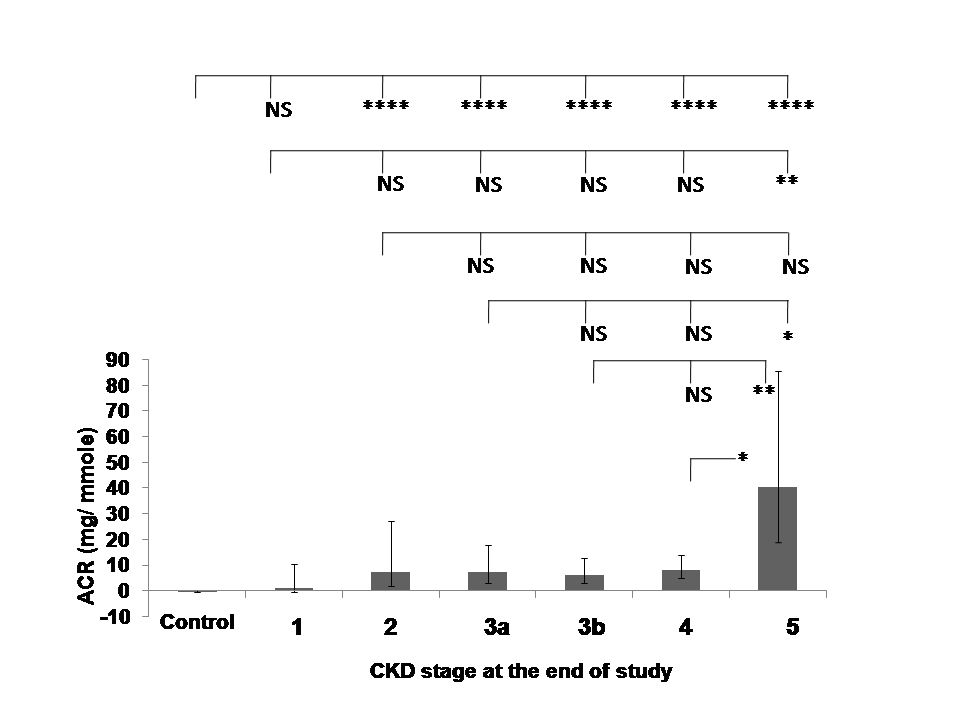 NS **** **** **** **** ****
NS NS NS NS **
NS NS NS NS
NS NS *
NS **
*
90
80
70
60
50
40
30
20
10
0
-10
ACR (mg/ mmole)
Control 1 2 3a 3b 4 5
CKD stage at the end of study